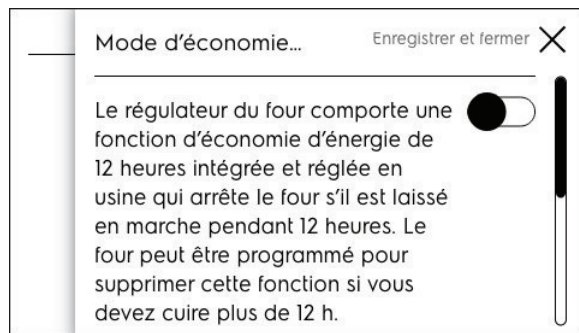 Mode d’économie...
Enregistrer et fermer
Le régulateur du four comporte une
fonction d’économie d’énergie de
12 heures intégrée et réglée en
usine qui arrête le four s’il est laissé
en marche pendant 12 heures. Le
four peut être programmé pour
supprimer cette fonction si vous
devez cuire plus de 12 h.